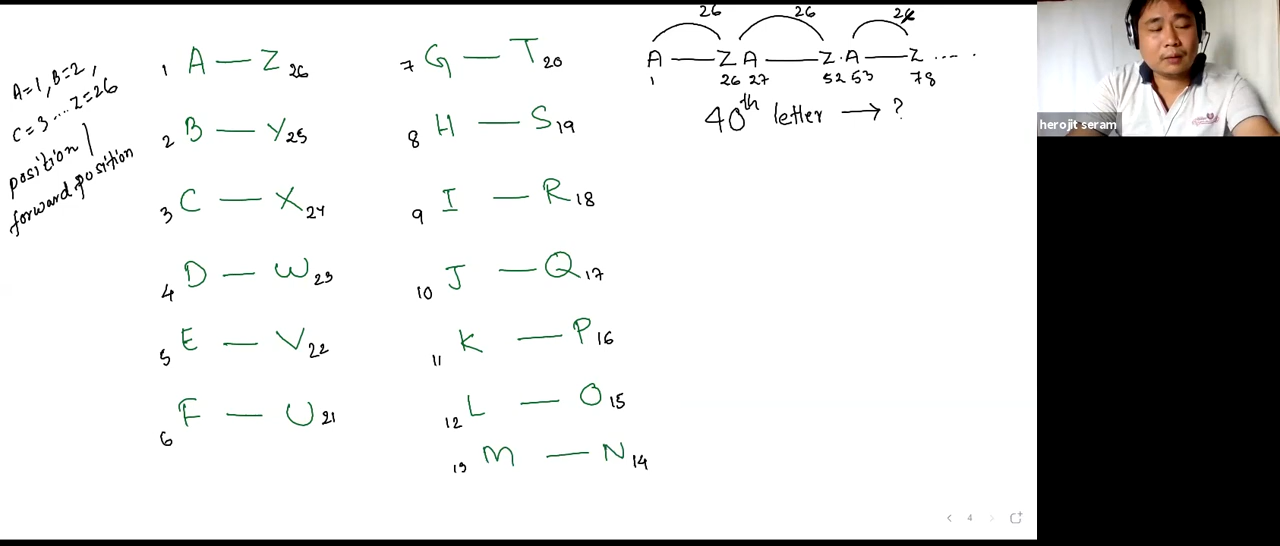 A=1, B=2,
C=3 .... Z=26
position /
forward position
1 A — Z 26
2 B — Y 25
3 C — X 24
4 D — W 23
5 E — V 22
6 F — U 21
7 G — T 20
8 H — S 19
9 I — R 18
10 J — Q 17
11 K — P 16
12 L — O 15
13 M — N 14
26 26 26
A — Z A — Z . A — Z ....
1 26 27 52 53 78
40th letter → ?
herojit seram
4